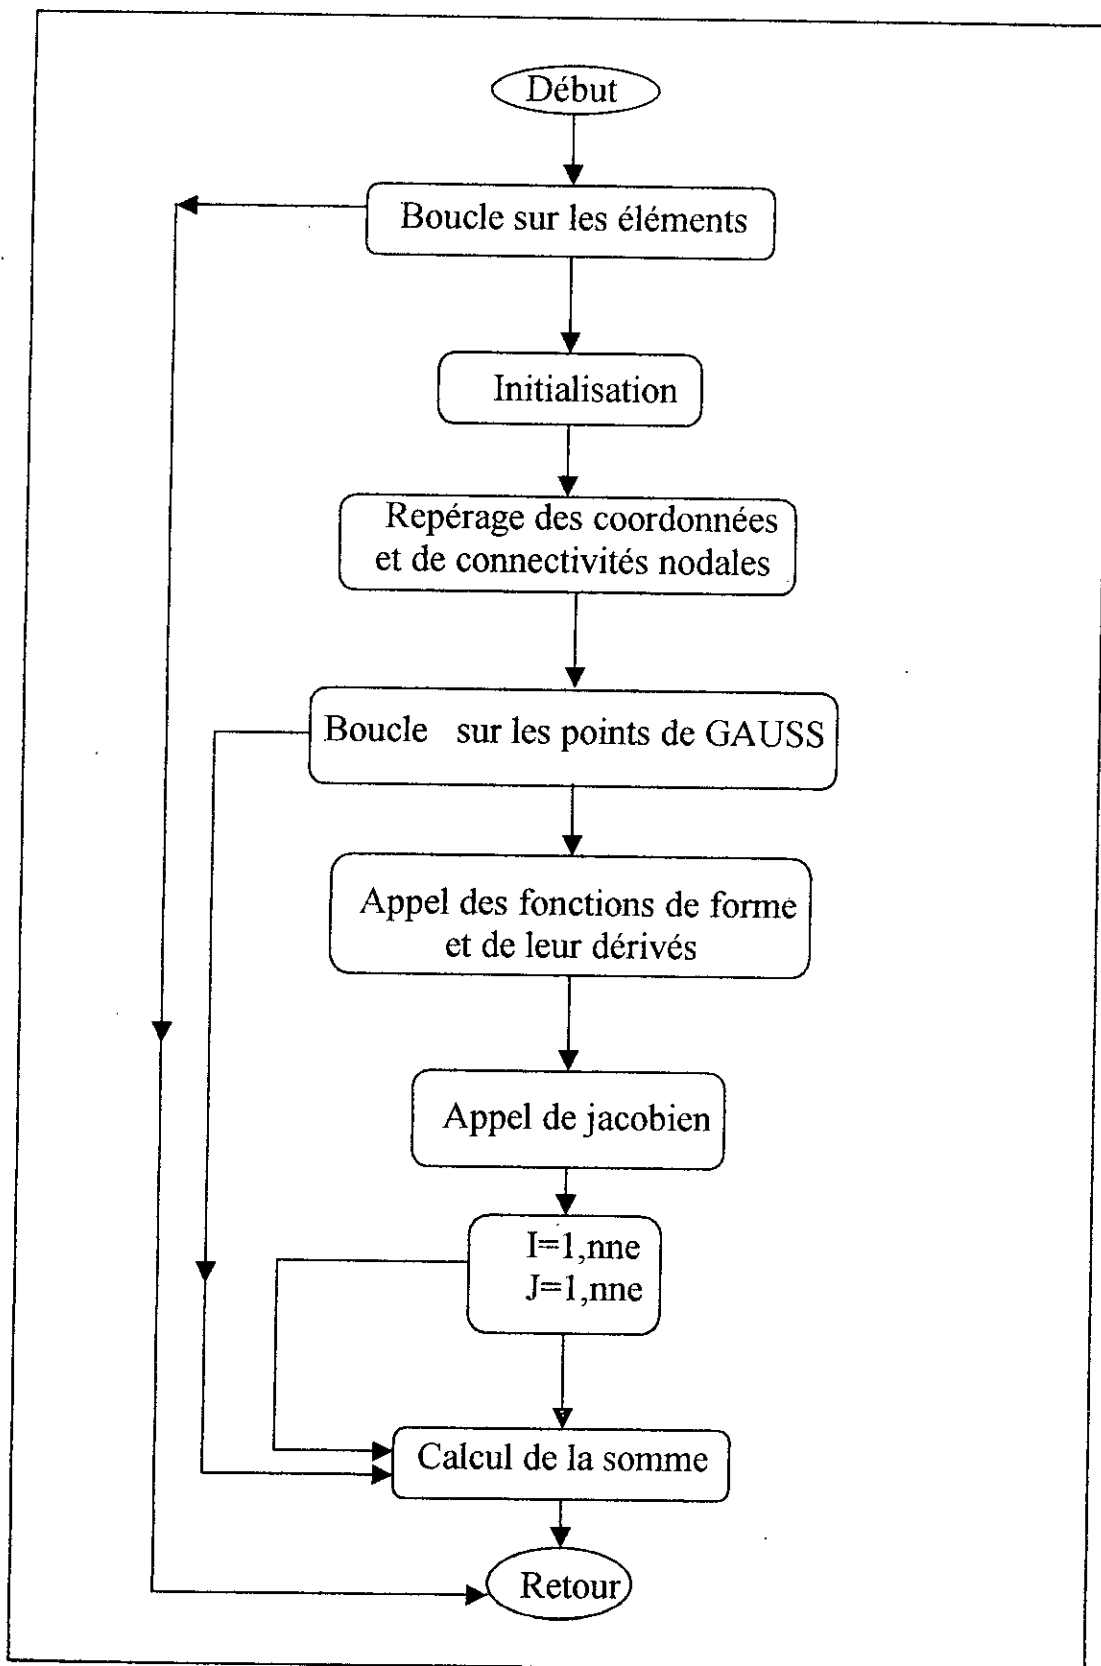 Début
Boucle sur les éléments
Initialisation
Repérage des coordonnées
et de connectivités nodales
Boucle sur les points de GAUSS
Appel des fonctions de forme
et de leur dérivés
Appel de jacobien
I=1,nne
J=1,nne
Calcul de la somme
Retour